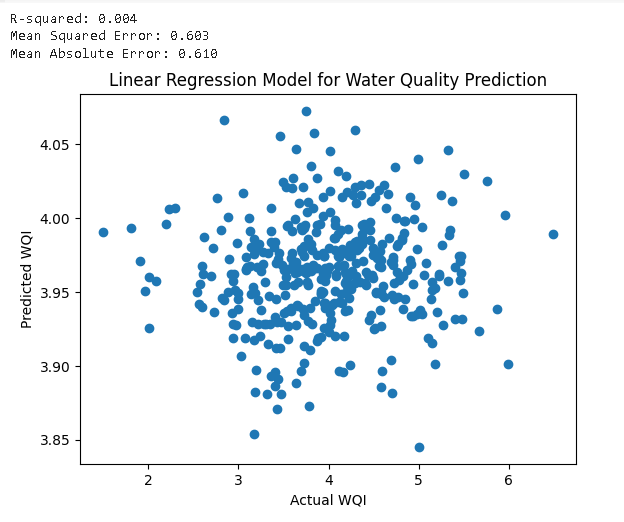 R-squared: 0.004
Mean Squared Error: 0.603
Mean Absolute Error: 0.610
Linear Regression Model for Water Quality Prediction
4.05
4.00
3.95
3.90
3.85
Predicted WQI
2 3 4 5 6
Actual WQI